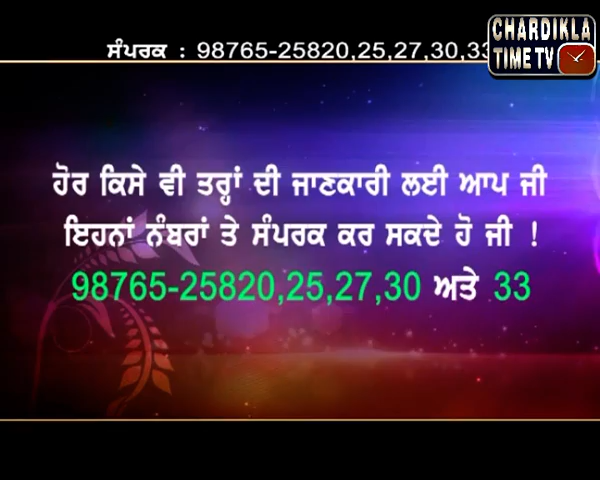 ਸੰਪਰਕ : 98765-25820,25,27,30,33
CHARDIKLA
TIME TV
ਹੋਰ ਕਿਸੇ ਵੀ ਤਰ੍ਹਾਂ ਦੀ ਜਾਣਕਾਰੀ ਲਈ ਆਪ ਜੀ
ਇਹਨਾਂ ਨੰਬਰਾਂ ਤੇ ਸੰਪਰਕ ਕਰ ਸਕਦੇ ਹੋ ਜੀ !
98765-25820,25,27,30 ਅਤੇ 33